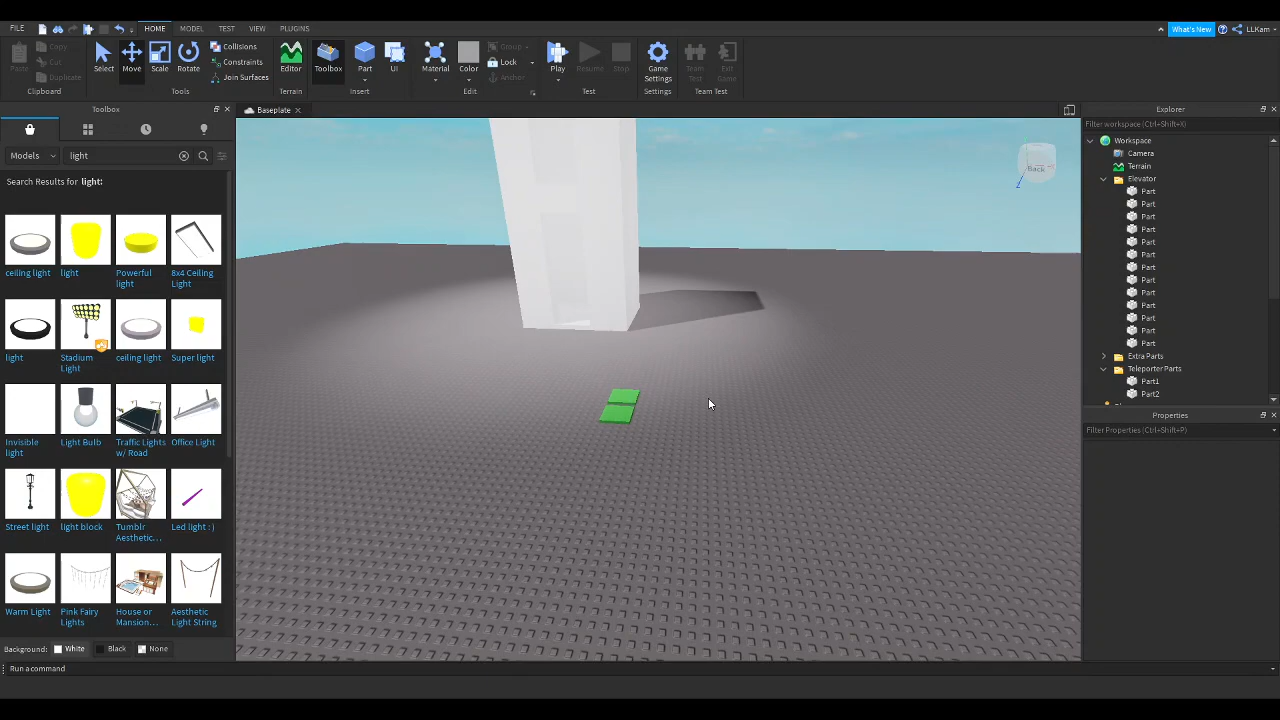 FILE HOME MODEL TEST VIEW PLUGINS What's New LLKam
Paste Copy Cut Duplicate Select Move Scale Rotate Collisions Constraints Join Surfaces Editor Toolbox Part UI Material Color Group Lock Anchor Play Resume Stop Game Settings Team Test Exit Game
Clipboard Tools Terrain Insert Edit Test Settings Team Test
Toolbox
Baseplate
Explorer
Filter workspace (Ctrl+Shift+X)
Models light
Search Results for light:
ceiling light
light
Powerful light
8x4 Ceiling Light
light
Stadium Light
ceiling light
Super light
Invisible light
Light Bulb
Traffic Lights w/ Road
Office Light
Street light
light block
Tumblr Aesthetic...
Led light :)
Warm Light
Pink Fairy Lights
House or Mansion...
Aesthetic Light String
Background: White Black None
Run a command
Back
Workspace
Camera
Terrain
Elevator
Part
Part
Part
Part
Part
Part
Part
Part
Part
Part
Part
Part
Part
Extra Parts
Teleporter Parts
Part1
Part2
Properties
Filter Properties (Ctrl+Shift+P)